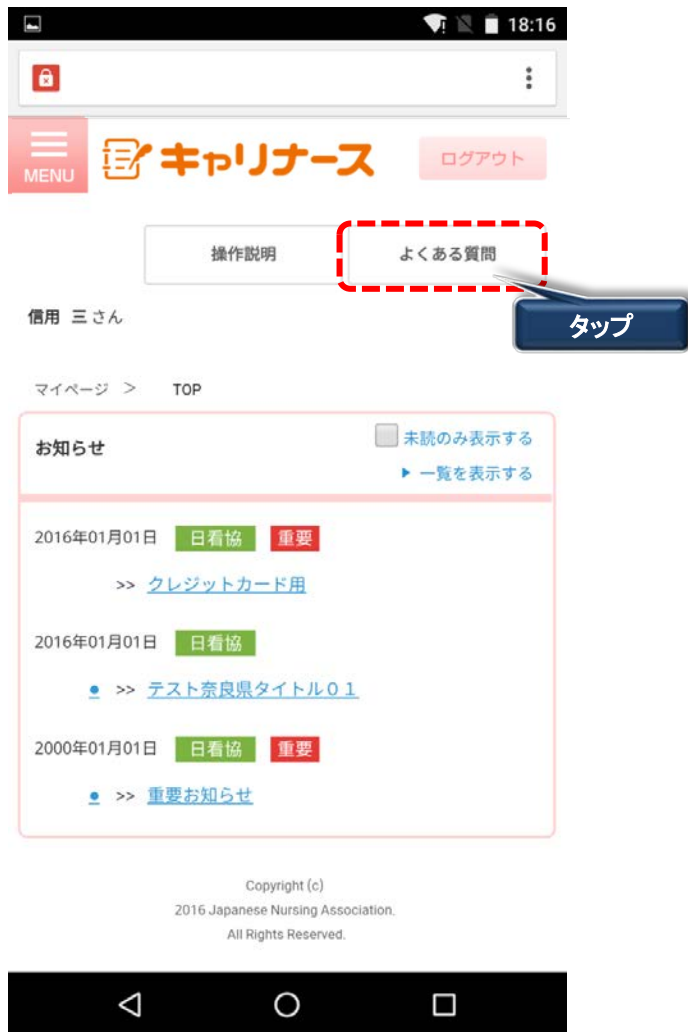 18:16
MENU
キャリナース
ログアウト
操作説明
よくある質問
タップ
信用 三 さん
マイページ > TOP
お知らせ
未読のみ表示する
▶ 一覧を表示する
2016年01月01日 日看協 重要
>> クレジットカード用
2016年01月01日 日看協
● >> テスト奈良県タイトル０１
2000年01月01日 日看協 重要
● >> 重要お知らせ
Copyright (c)
2016 Japanese Nursing Association.
All Rights Reserved.